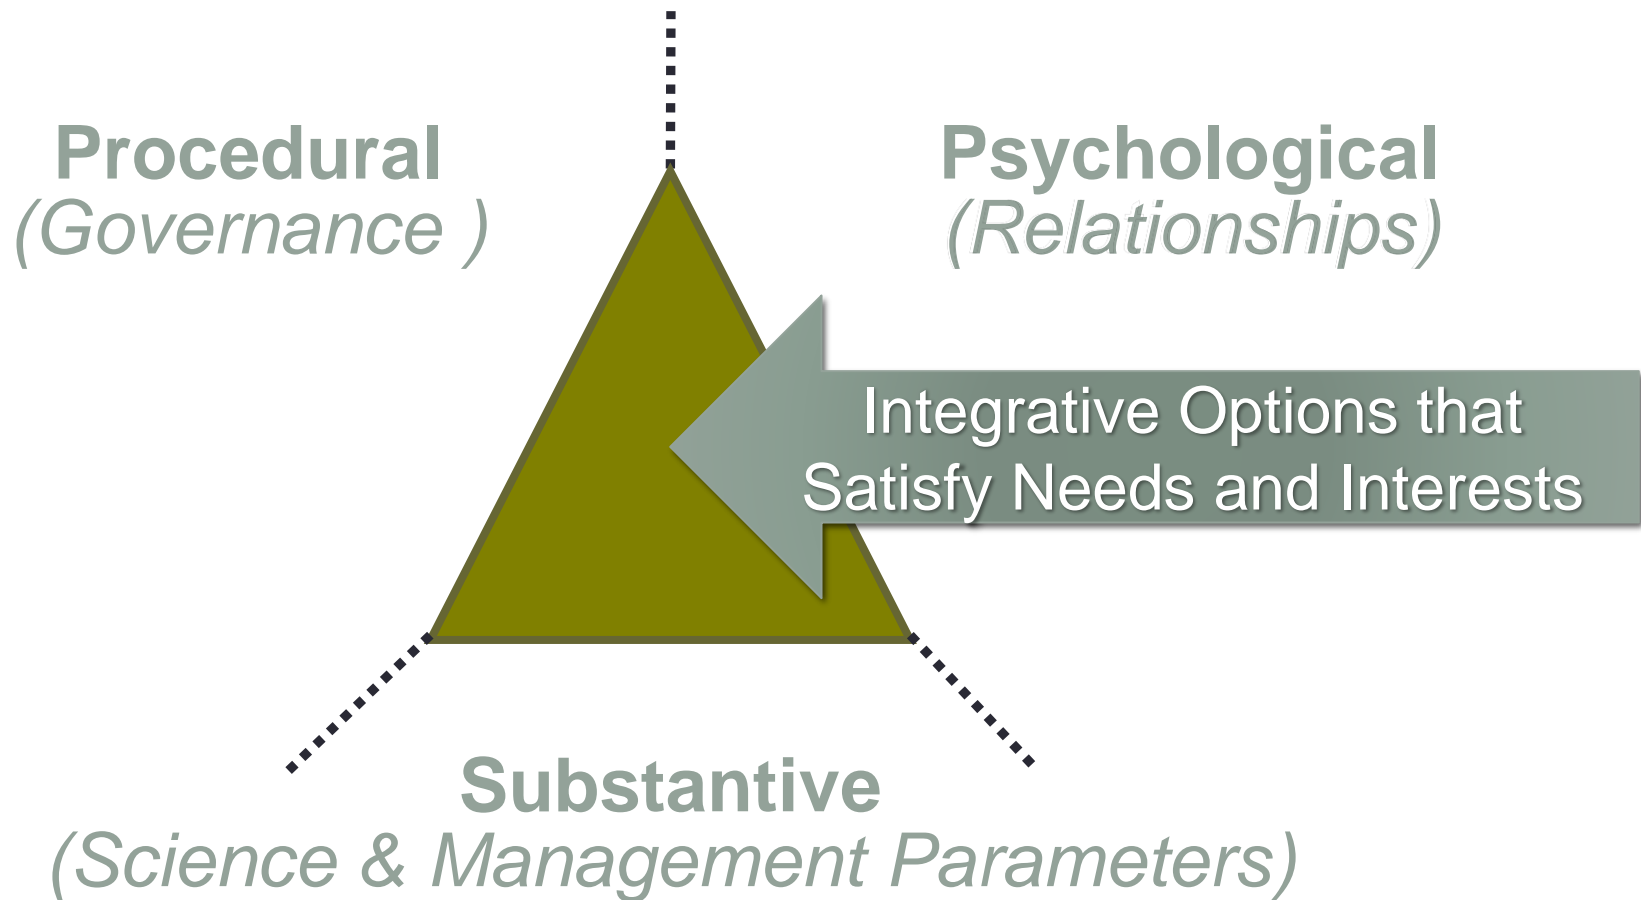 Procedural
(Governance )
Psychological
(Relationships)
Integrative Options that
Satisfy Needs and Interests
Substantive
(Science & Management Parameters)